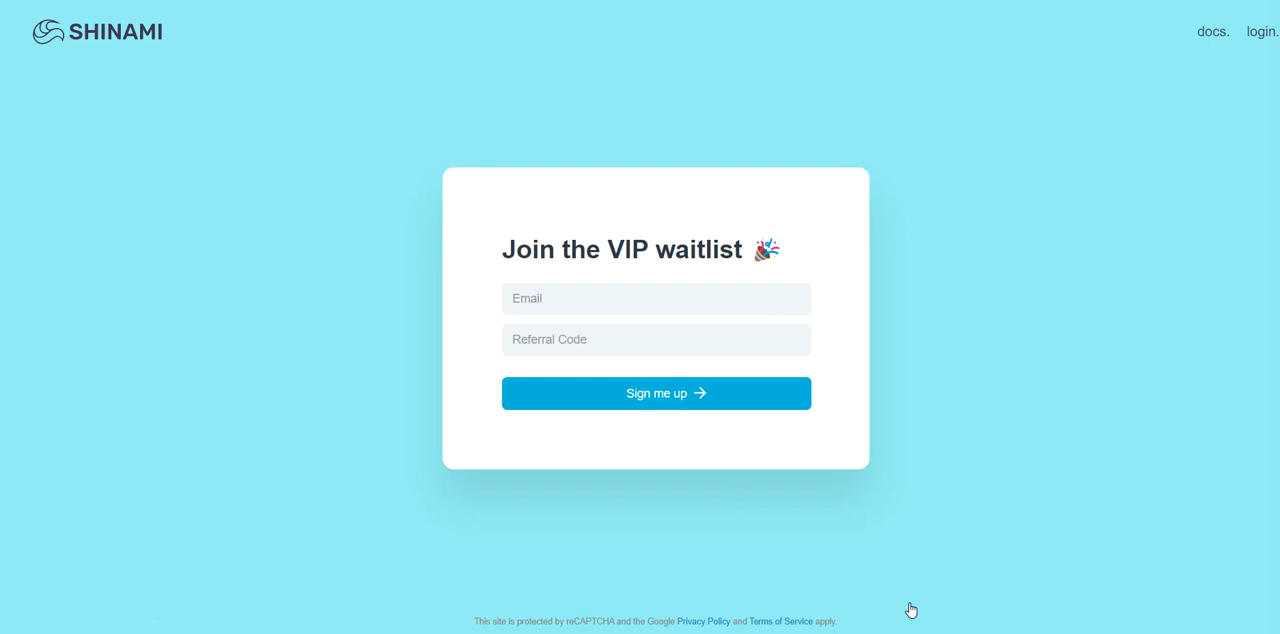 SHINAMI
docs. login.
Join the VIP waitlist
Email
Referral Code
Sign me up
This site is protected by reCAPTCHA and the Google Privacy Policy and Terms of Service apply.